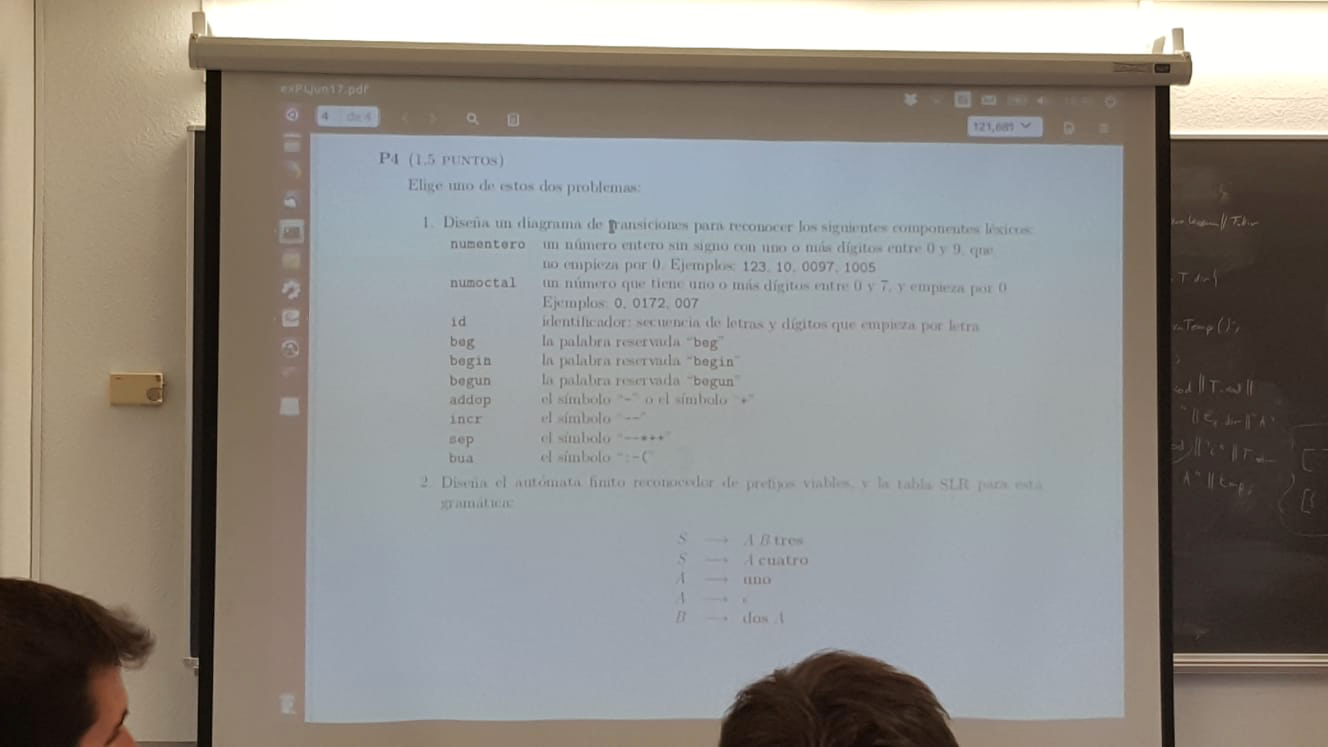 exPLjun17.pdf
4 de 4
121,68%
P4 (1.5 PUNTOS)
Elige uno de estos dos problemas:
1. Diseña un diagrama de transiciones para reconocer los siguientes componentes léxicos:
numentero un número entero sin signo con uno o más dígitos entre 0 y 9, que
no empieza por 0. Ejemplos: 123, 10, 0097, 1005
numoctal un número que tiene uno o más dígitos entre 0 y 7, y empieza por 0
Ejemplos: 0, 0172, 007
id identificador: secuencia de letras y dígitos que empieza por letra
beg la palabra reservada "beg"
begin la palabra reservada "begin"
begun la palabra reservada "begun"
addop el símbolo "-" o el símbolo "+"
incr el símbolo "--"
sep el símbolo
bua el símbolo ":-("
2. Diseña el autómata finito reconocedor de prefijos viables, y la tabla SLR para esta
gramática:
S → A B tres
S → A cuatro
A → uno
A → ε
B → dos A